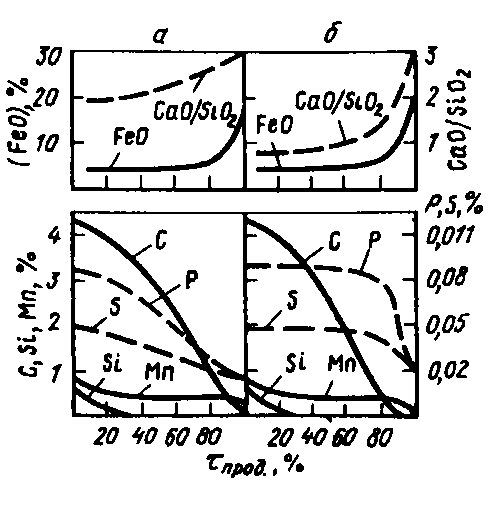 а б
30 3
20 2
10 1
(FeO), %
CaO/SiO2
CaO/SiO2
FeO
CaO/SiO2
FeO
P, S, %
4 0,011
3 0,08
2 0,05
1 0,02
C, Si, Mn, %
C
P
S
Si
Mn
C
P
S
Si
Mn
20 40 60 80 20 40 60 80
τпрод., %